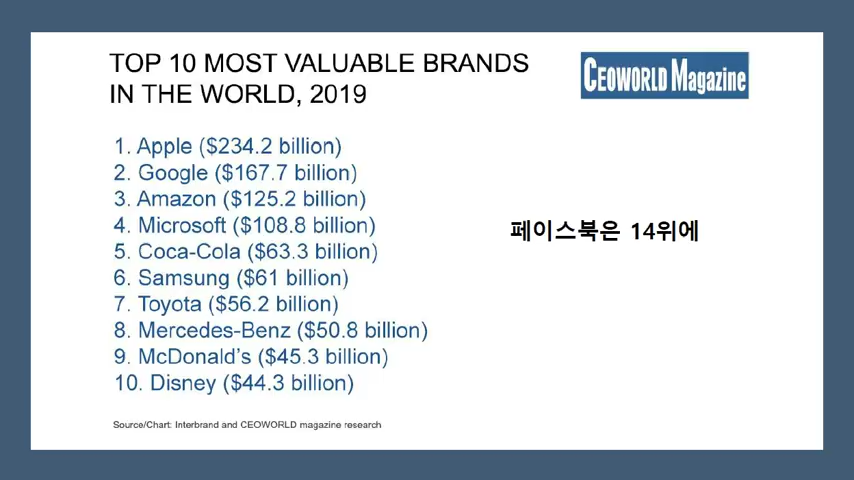 TOP 10 MOST VALUABLE BRANDS
IN THE WORLD, 2019
CEOWORLD Magazine
1. Apple ($234.2 billion)
2. Google ($167.7 billion)
3. Amazon ($125.2 billion)
4. Microsoft ($108.8 billion)
5. Coca-Cola ($63.3 billion)
6. Samsung ($61 billion)
7. Toyota ($56.2 billion)
8. Mercedes-Benz ($50.8 billion)
9. McDonald's ($45.3 billion)
10. Disney ($44.3 billion)
페이스북은 14위에
Source/Chart: Interbrand and CEOWORLD magazine research